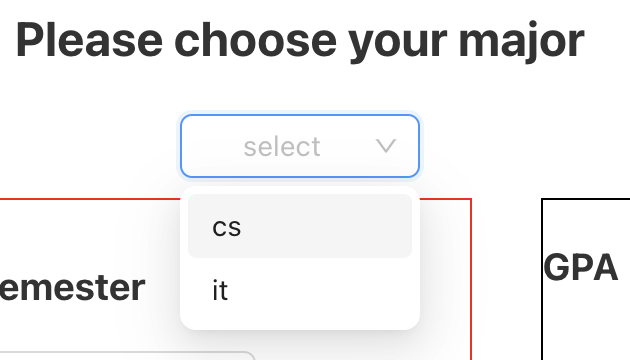 Please choose your major
select
cs
emester
GPA
it